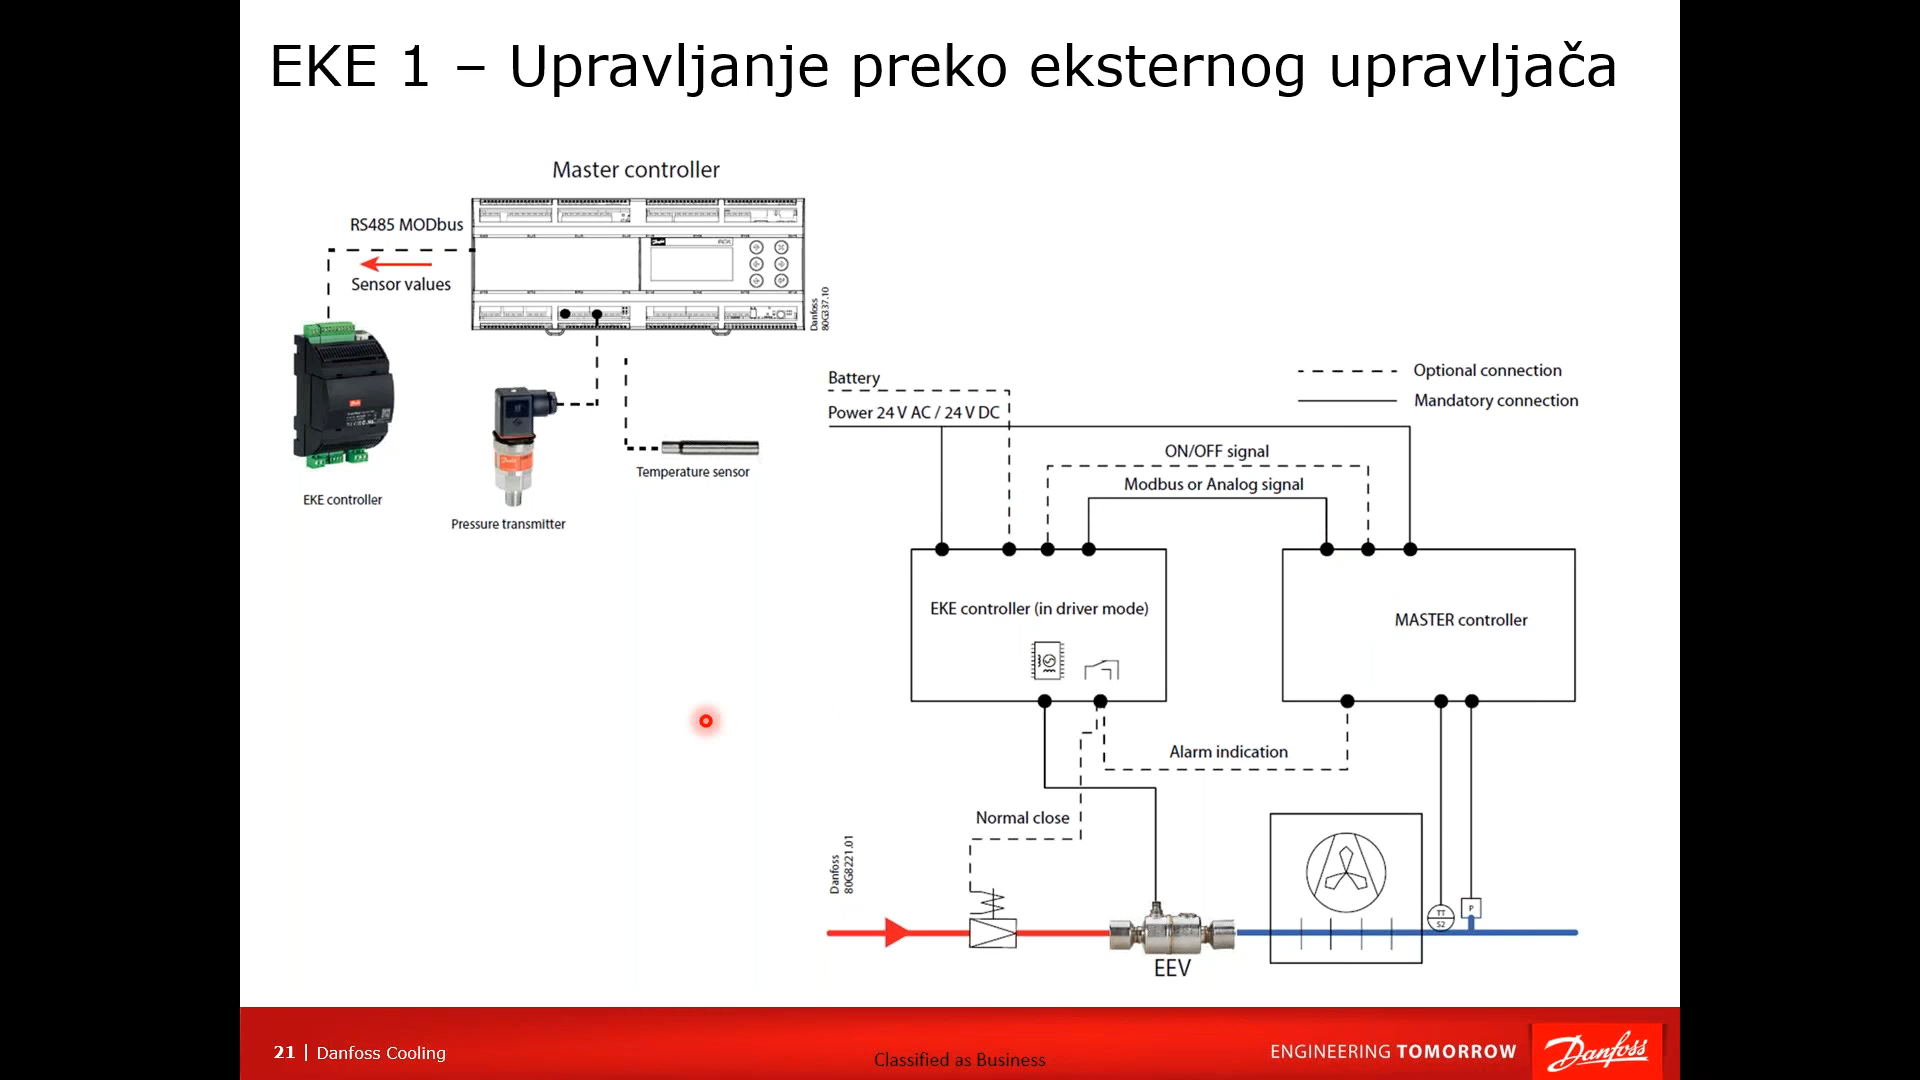 EKE 1 – Upravljanje preko eksternog upravljača
Master controller
RS485 MODbus
Sensor values
Danfoss
80G337.10
EKE controller
Pressure transmitter
Temperature sensor
Battery
Power 24 V AC / 24 V DC
Optional connection
Mandatory connection
ON/OFF signal
Modbus or Analog signal
EKE controller (in driver mode)
MASTER controller
Alarm indication
Normal close
Danfoss
80G8221.01
TT
S2
P
EEV
21 | Danfoss Cooling
Classified as Business
ENGINEERING TOMORROW
Danfoss